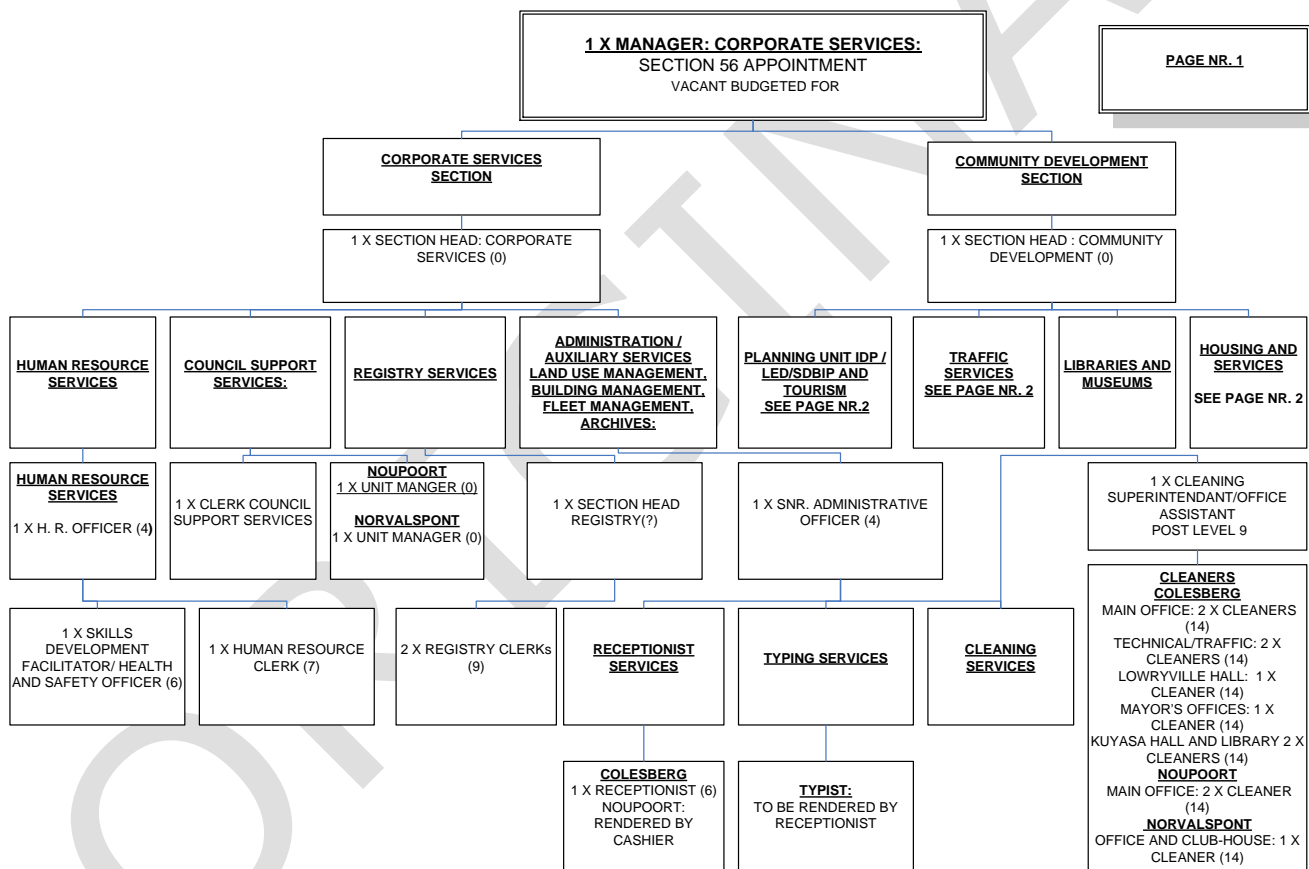 1 X MANAGER: CORPORATE SERVICES:
SECTION 56 APPOINTMENT
VACANT BUDGETED FOR
PAGE NR. 1
CORPORATE SERVICES
SECTION
COMMUNITY DEVELOPMENT
SECTION
1 X SECTION HEAD: CORPORATE
SERVICES (0)
1 X SECTION HEAD : COMMUNITY
DEVELOPMENT (0)
HUMAN RESOURCE
SERVICES
COUNCIL SUPPORT
SERVICES:
REGISTRY SERVICES
ADMINISTRATION /
AUXILIARY SERVICES
LAND USE MANAGEMENT,
BUILDING MANAGEMENT,
FLEET MANAGEMENT,
ARCHIVES:
PLANNING UNIT IDP /
LED/SDBIP AND
TOURISM
SEE PAGE NR.2
TRAFFIC
SERVICES
SEE PAGE NR. 2
LIBRARIES AND
MUSEUMS
HOUSING AND
SERVICES
SEE PAGE NR. 2
HUMAN RESOURCE
SERVICES
1 X H. R. OFFICER (4)
1 X CLERK COUNCIL
SUPPORT SERVICES
NOUPOORT
1 X UNIT MANGER (0)
NORVALSPONT
1 X UNIT MANAGER (0)
1 X SECTION HEAD
REGISTRY(?)
1 X SNR. ADMINISTRATIVE
OFFICER (4)
1 X CLEANING
SUPERINTENDANT/OFFICE
ASSISTANT
POST LEVEL 9
1 X SKILLS
DEVELOPMENT
FACILITATOR/ HEALTH
AND SAFETY OFFICER (6)
1 X HUMAN RESOURCE
CLERK (7)
2 X REGISTRY CLERKs
(9)
RECEPTIONIST
SERVICES
TYPING SERVICES
CLEANING
SERVICES
CLEANERS
COLESBERG
MAIN OFFICE: 2 X CLEANERS
(14)
TECHNICAL/TRAFFIC: 2 X
CLEANERS (14)
LOWRYVILLE HALL: 1 X
CLEANER (14)
MAYOR'S OFFICES: 1 X
CLEANER (14)
KUYASA HALL AND LIBRARY 2 X
CLEANERS (14)
NOUPOORT
MAIN OFFICE: 2 X CLEANER
(14)
NORVALSPONT
OFFICE AND CLUB-HOUSE: 1 X
CLEANER (14)
COLESBERG
1 X RECEPTIONIST (6)
NOUPOORT:
RENDERED BY
CASHIER
TYPIST:
TO BE RENDERED BY
RECEPTIONIST